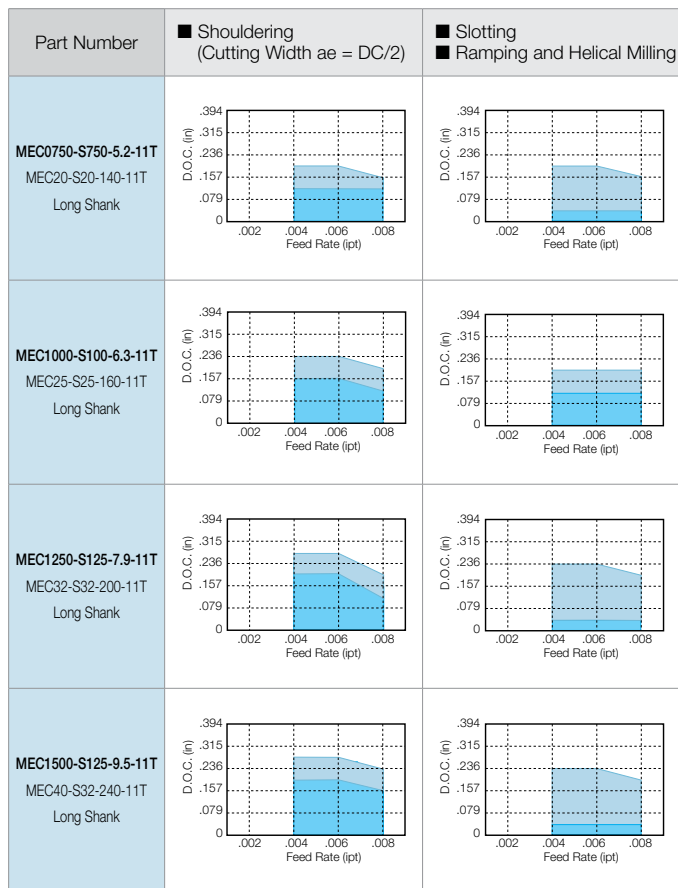 Part Number
■ Shouldering
(Cutting Width ae = DC/2)
■ Slotting
■ Ramping and Helical Milling
MEC0750-S750-5.2-11T
MEC20-S20-140-11T
Long Shank
D.O.C. (in)
.394
.315
.236
.157
.079
0
.002 .004 .006 .008
Feed Rate (ipt)
D.O.C. (in)
.394
.315
.236
.157
.079
0
.002 .004 .006 .008
Feed Rate (ipt)
MEC1000-S100-6.3-11T
MEC25-S25-160-11T
Long Shank
D.O.C. (in)
.394
.315
.236
.157
.079
0
.002 .004 .006 .008
Feed Rate (ipt)
D.O.C. (in)
.394
.315
.236
.157
.079
0
.002 .004 .006 .008
Feed Rate (ipt)
MEC1250-S125-7.9-11T
MEC32-S32-200-11T
Long Shank
D.O.C. (in)
.394
.315
.236
.157
.079
0
.002 .004 .006 .008
Feed Rate (ipt)
D.O.C. (in)
.394
.315
.236
.157
.079
0
.002 .004 .006 .008
Feed Rate (ipt)
MEC1500-S125-9.5-11T
MEC40-S32-240-11T
Long Shank
D.O.C. (in)
.394
.315
.236
.157
.079
0
.002 .004 .006 .008
Feed Rate (ipt)
D.O.C. (in)
.394
.315
.236
.157
.079
0
.002 .004 .006 .008
Feed Rate (ipt)